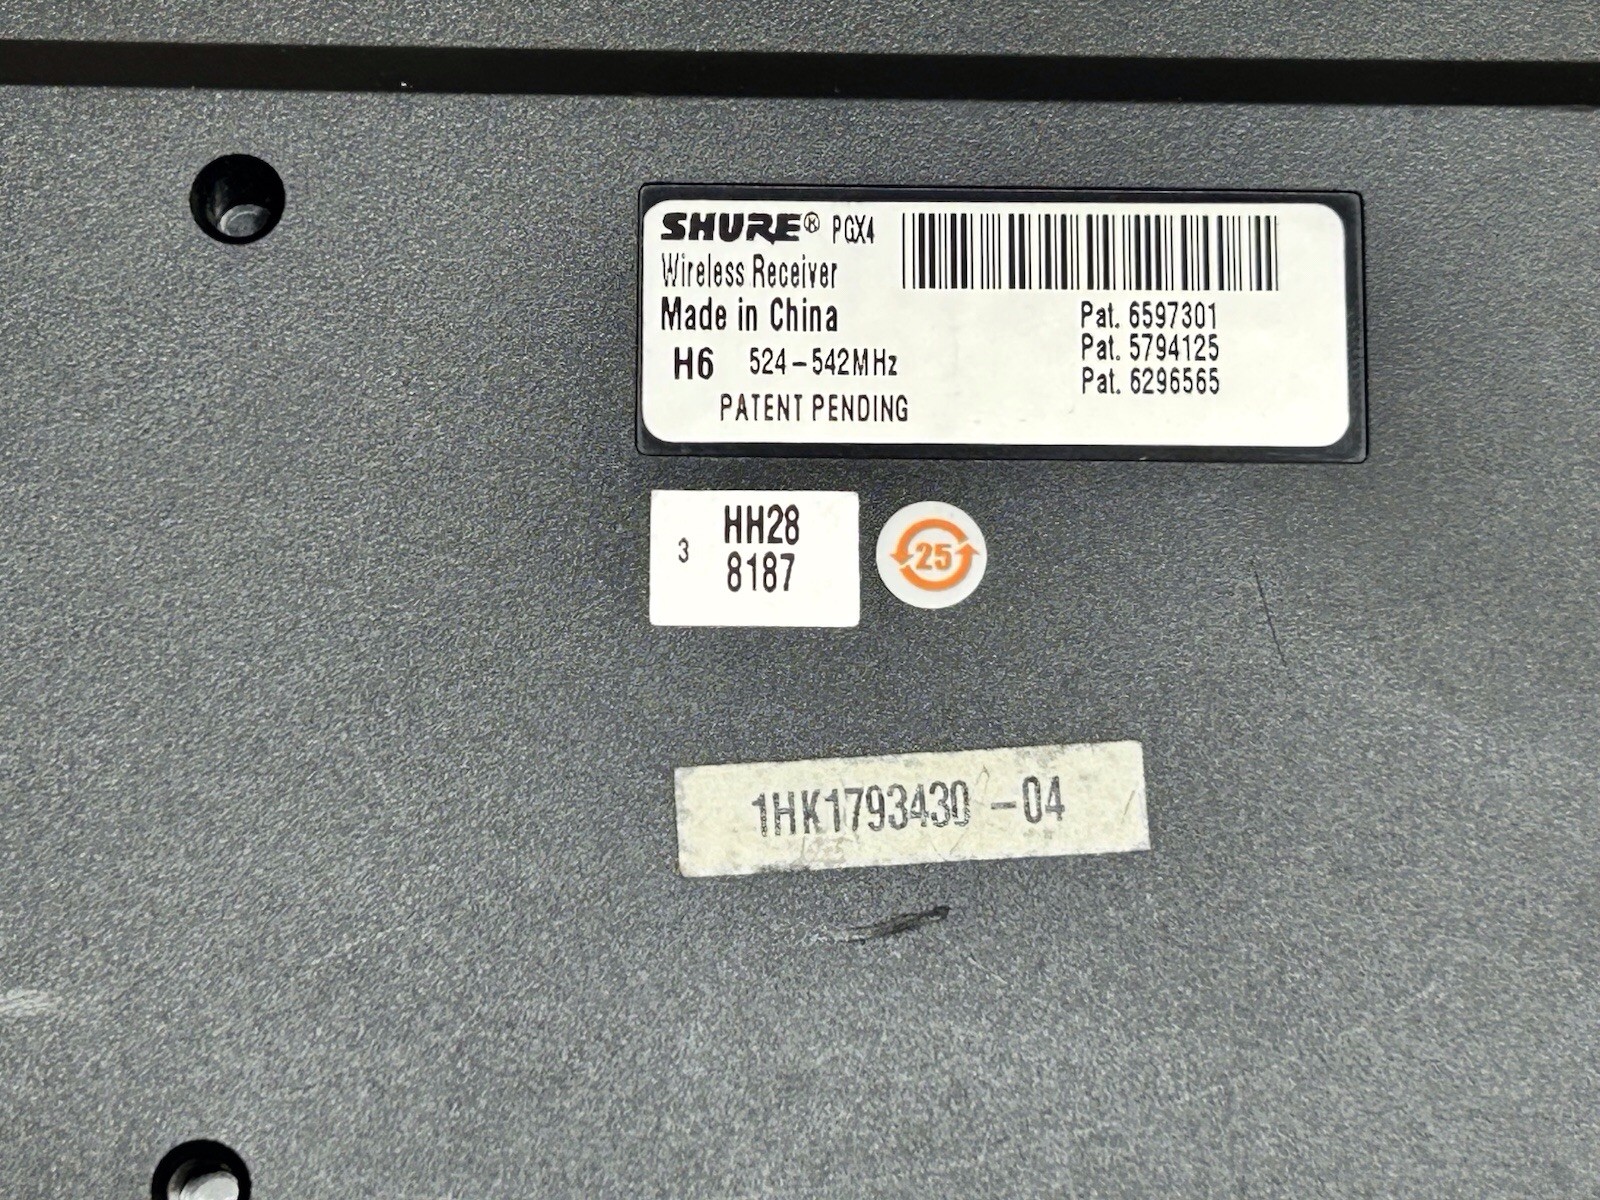 SHURE® PGX4
Wireless Receiver
Made in China
H6 524-542MHz
PATENT PENDING
Pat. 6597301
Pat. 5794125
Pat. 6296565
3 HH28
8187
25
1HK1793430 -04